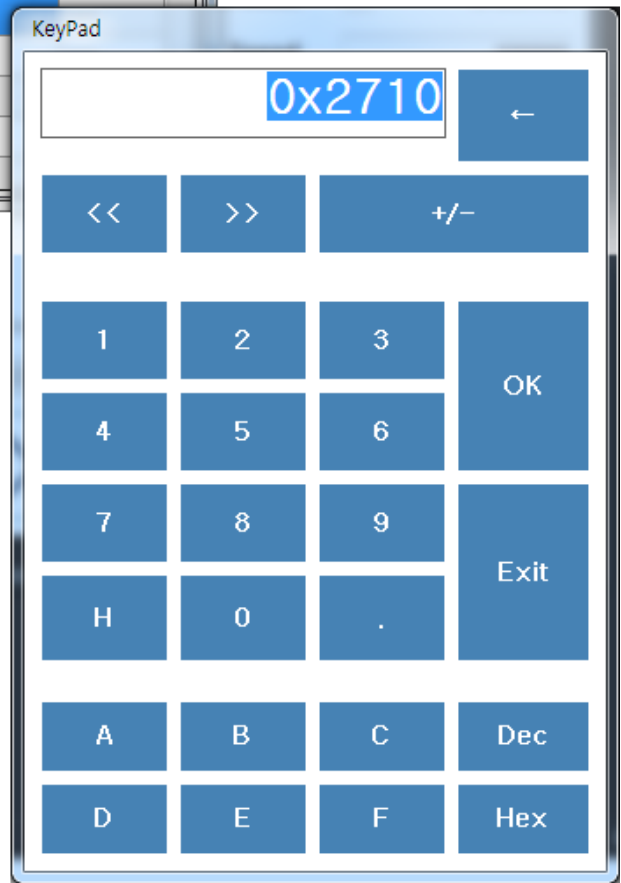 KeyPad
0x2710 ←
<< >> +/-
1 2 3
OK
4 5 6
7 8 9
Exit
H 0 .
A B C Dec
D E F Hex